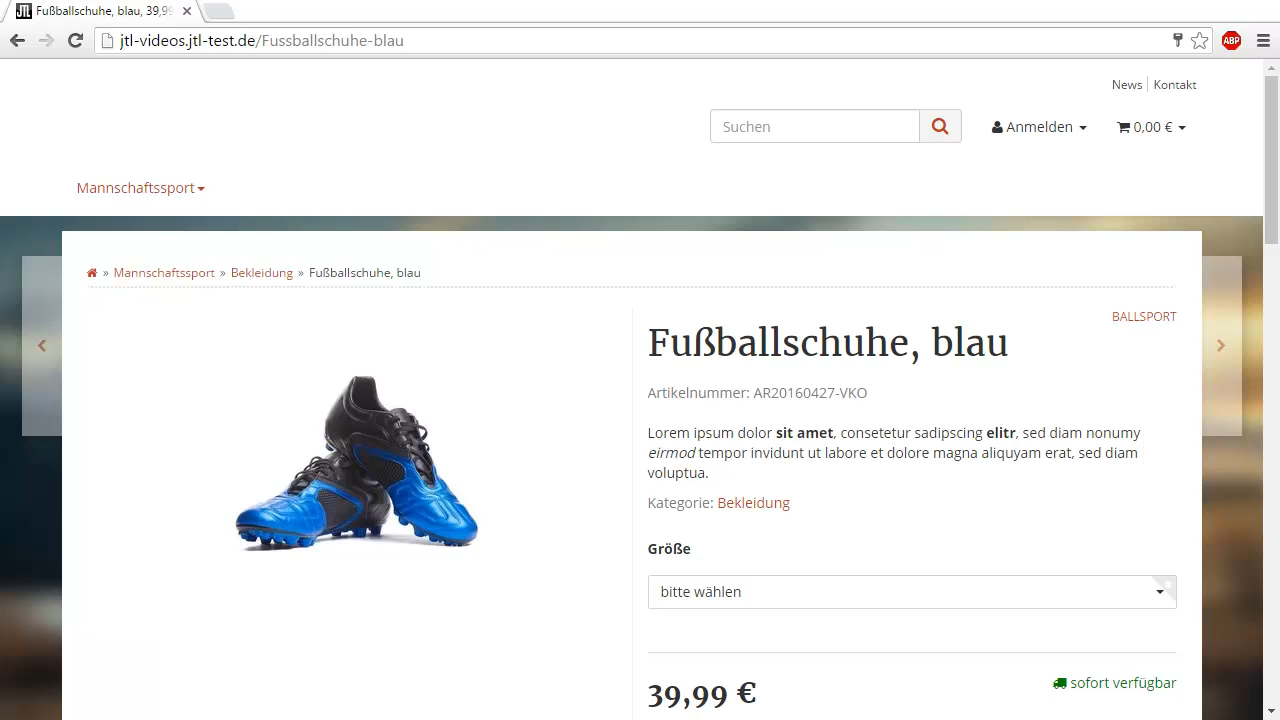 JTL Fußballschuhe, blau, 39,99
jtl-videos.jtl-test.de/Fussballschuhe-blau
ABP
News Kontakt
Suchen
Anmelden
0,00 €
Mannschaftssport
» Mannschaftssport » Bekleidung » Fußballschuhe, blau
BALLSPORT
Fußballschuhe, blau
Artikelnummer: AR20160427-VKO
Lorem ipsum dolor sit amet, consetetur sadipscing elitr, sed diam nonumy
eirmod tempor invidunt ut labore et dolore magna aliquyam erat, sed diam
voluptua.
Kategorie: Bekleidung
Größe
bitte wählen
39,99 €
sofort verfügbar